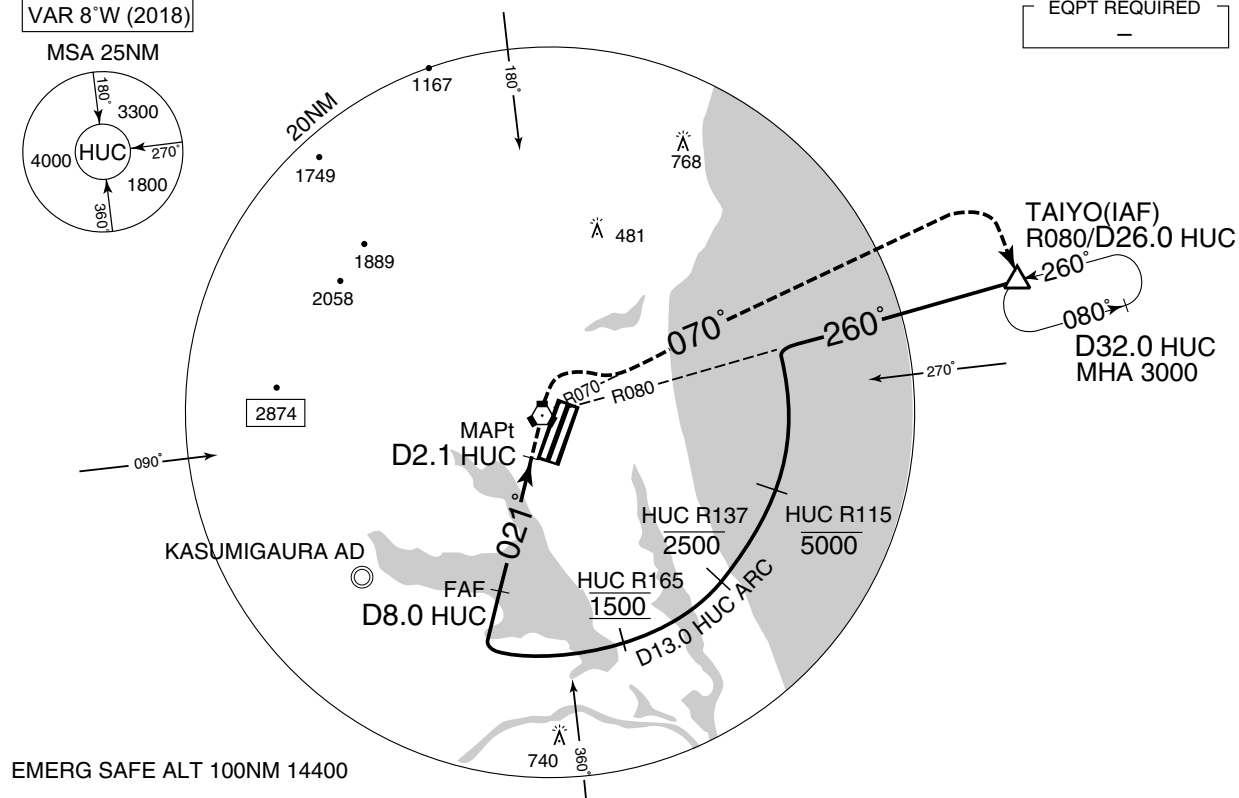 VAR 8°W (2018)
MSA 25NM
180°
3300
4000
HUC
270°
1800
360°
EQPT REQUIRED
–
180°
1167
20NM
1749
768
481
1889
2058
TAIYO(IAF)
R080/D26.0 HUC
260°
080°
D32.0 HUC
MHA 3000
070°
260°
270°
R070
R080
2874
MAPt
D2.1 HUC
090°
021°
HUC R137
2500
HUC R115
5000
KASUMIGAURA AD
FAF
D8.0 HUC
HUC R165
1500
D13.0 HUC ARC
740
360°
EMERG SAFE ALT 100NM 14400